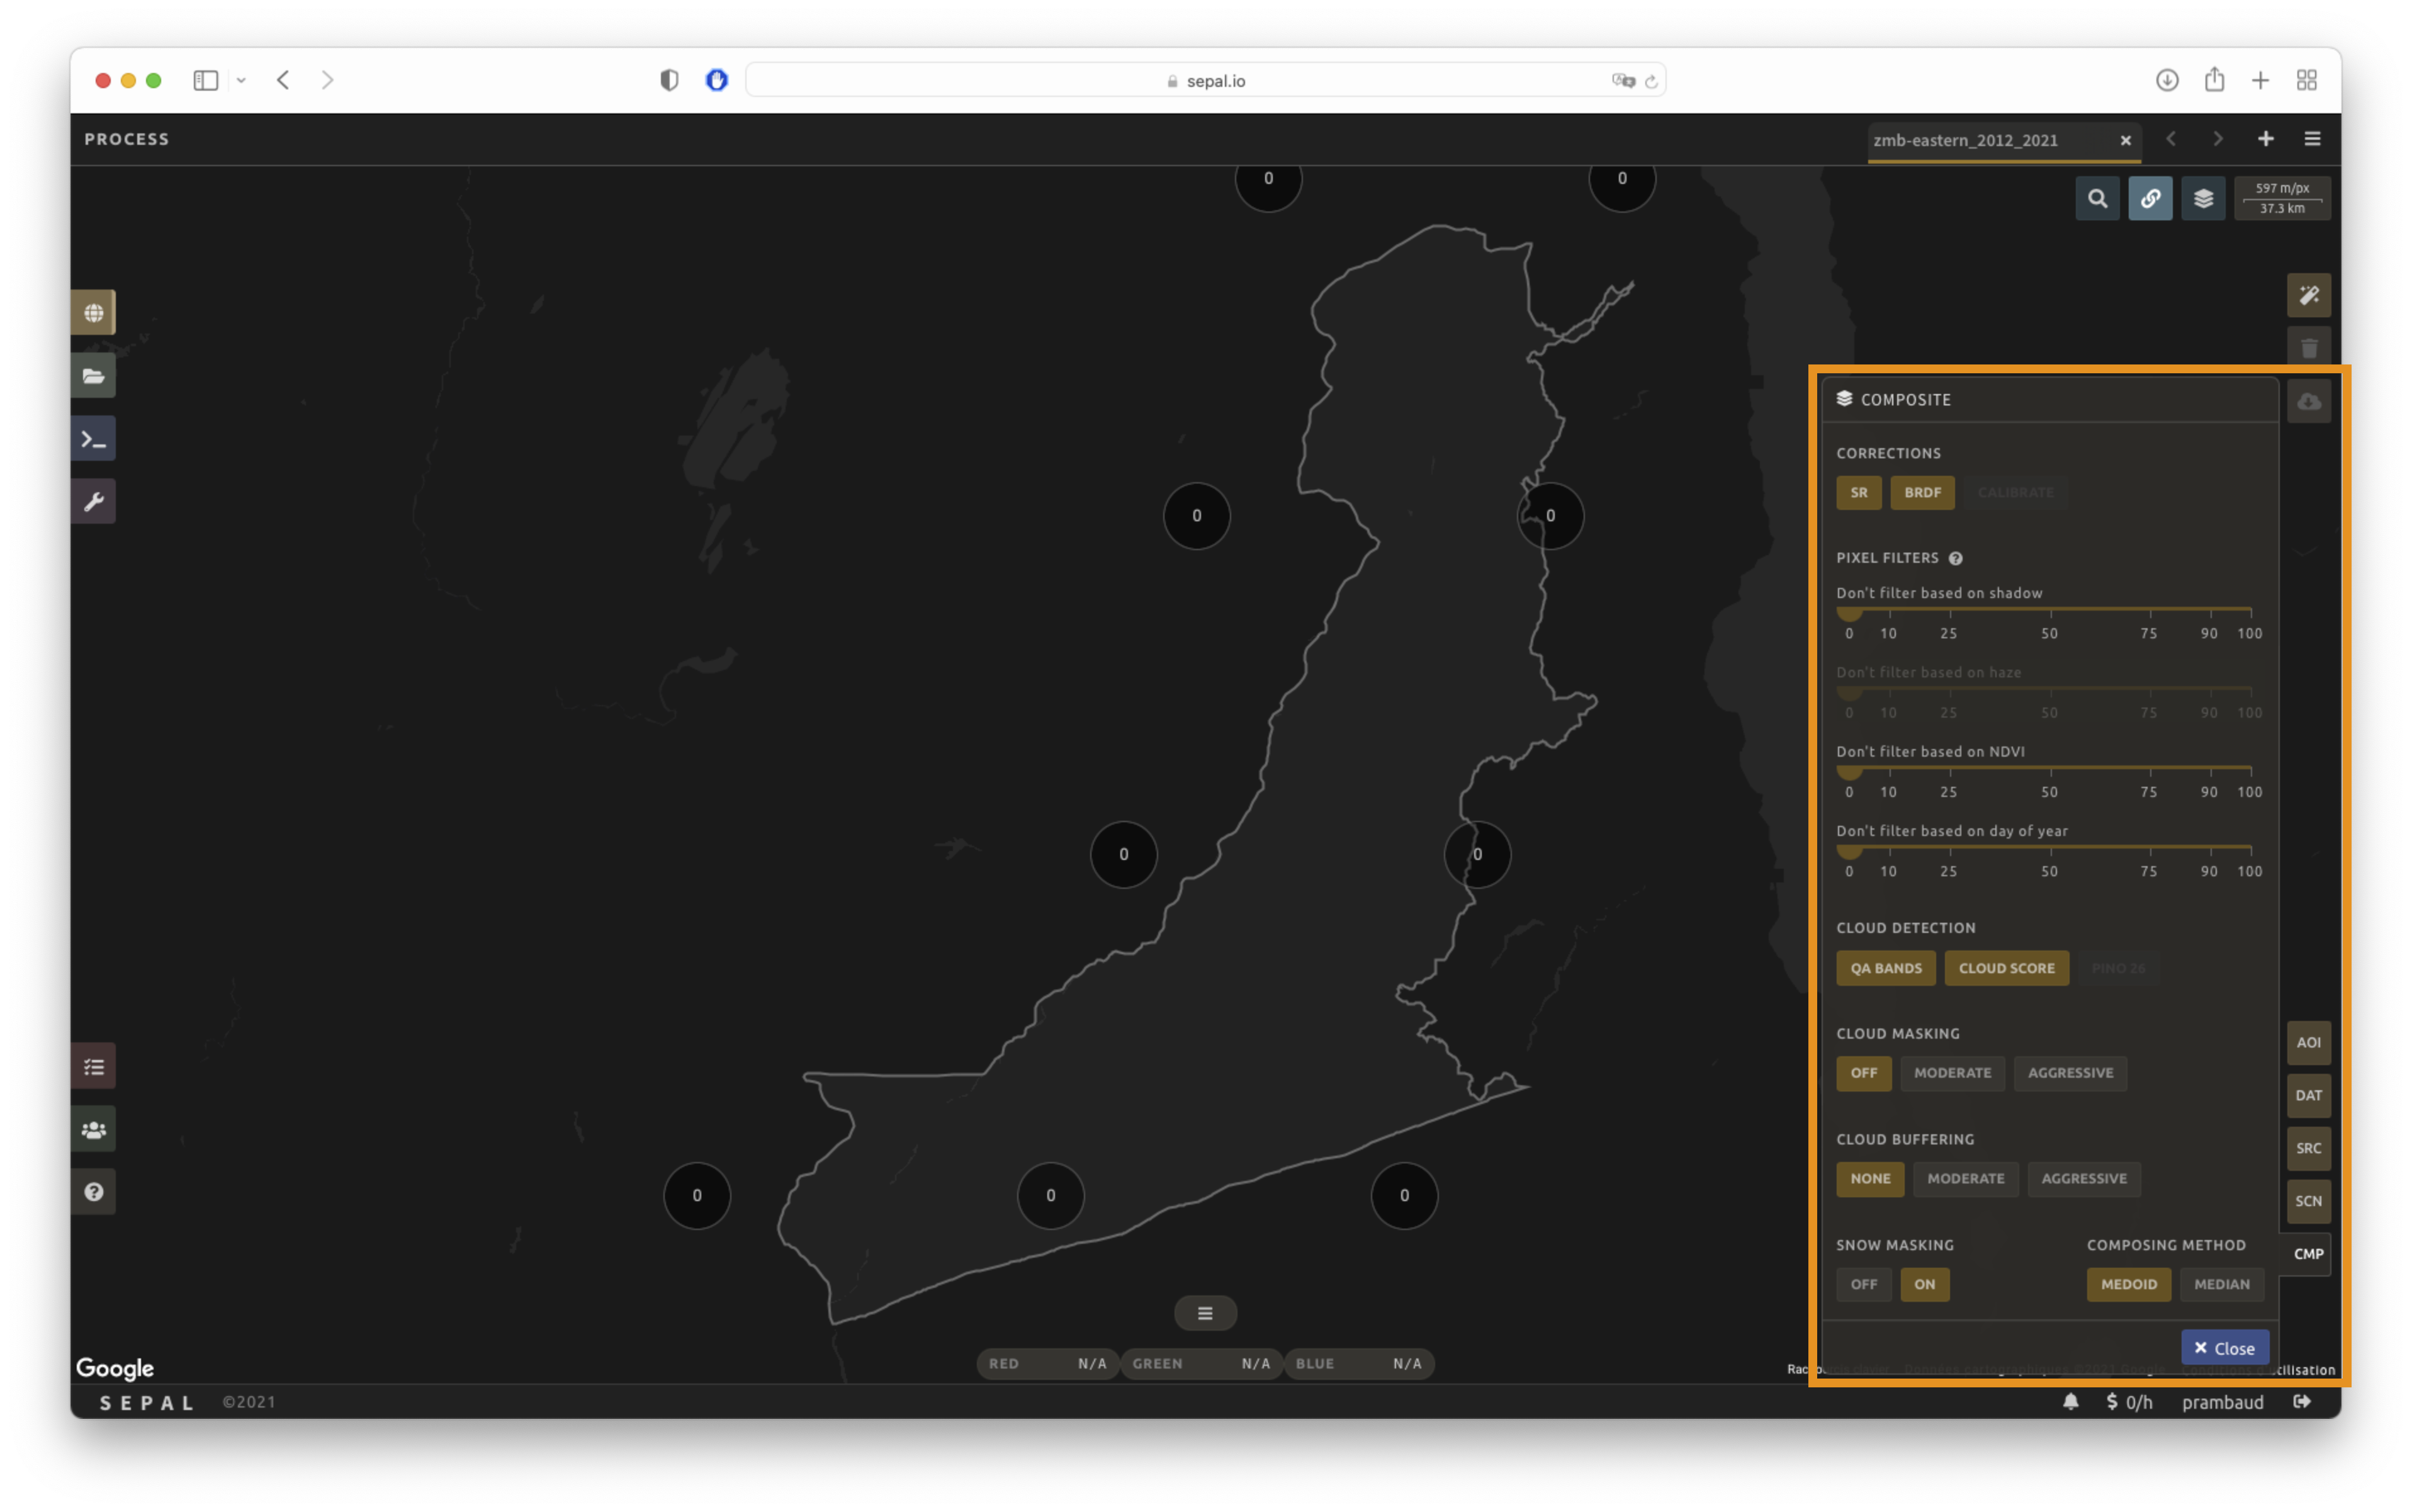 sepal.io
PROCESS
zmb-eastern_2012_2021
597 m/px
37.3 km
0
0
0
0
0
0
0
0
0
COMPOSITE
CORRECTIONS
SR BRDF CALIBRATE
PIXEL FILTERS
Don't filter based on shadow
0 10 25 50 75 90 100
Don't filter based on haze
0 10 25 50 75 90 100
Don't filter based on NDVI
0 10 25 50 75 90 100
Don't filter based on day of year
0 10 25 50 75 90 100
CLOUD DETECTION
QA BANDS CLOUD SCORE PINO 26
CLOUD MASKING
OFF MODERATE AGGRESSIVE
CLOUD BUFFERING
NONE MODERATE AGGRESSIVE
SNOW MASKING COMPOSING METHOD
OFF ON MEDOID MEDIAN
Close
AOI
DAT
SRC
SCN
CMP
RED N/A GREEN N/A BLUE N/A
Google
SEPAL ©2021
$ 0/h prambaud